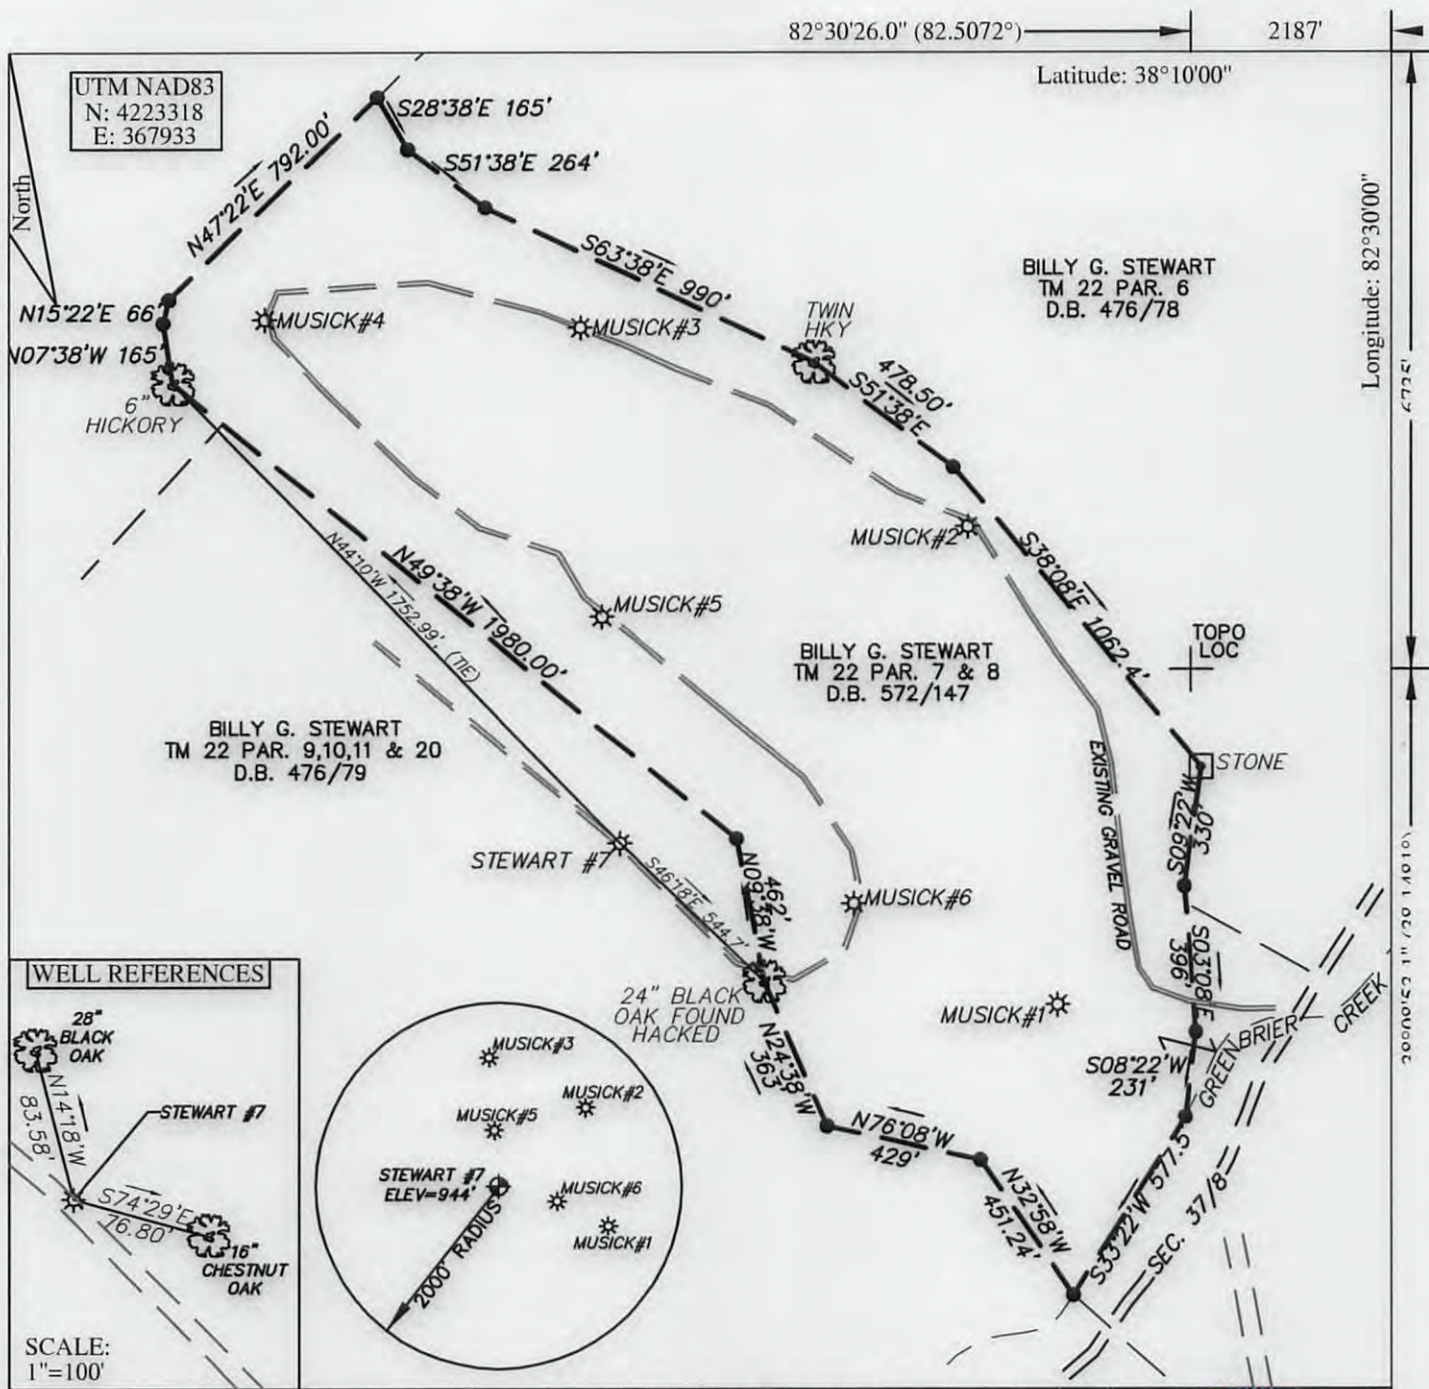 82°30'26.0" (82.5072°)
2187'
Latitude: 38°10'00"
UTM NAD83
N: 4223318
E: 367933
North
Longitude: 82°30'00"
S28°38'E 165'
S51°38'E 264'
N47°22'E 792.00'
S63°38'E 990'
BILLY G. STEWART
TM 22 PAR. 6
D.B. 476/78
N15°22'E 66'
MUSICK#4
MUSICK#3
TWIN
HKY
N07°38'W 165'
478.50'
S51°38'E
6"
HICKORY
MUSICK#2
S38°08'E 1062.4'
N44°10'W 1752.99' (TIE)
N49°38'W 1980.00'
MUSICK#5
TOPO
LOC
BILLY G. STEWART
TM 22 PAR. 7 & 8
D.B. 572/147
BILLY G. STEWART
TM 22 PAR. 9,10,11 & 20
D.B. 476/79
EXISTING GRAVEL ROAD
STONE
S09°22'W
330'
STEWART #7
S46°18'E 544.7'
N09°38'W
462'
MUSICK#6
S03°08'E
396'
24" BLACK
OAK FOUND
HACKED
MUSICK#1
GREEN BRIER CREEK
N24°38'W
363'
S08°22'W
231'
N76°08'W
429'
N32°58'W
451.24'
S33°22'W 577.5'
SEC. 37/8
WELL REFERENCES
28"
BLACK
OAK
N14°18'W
83.58'
STEWART #7
S74°29'E
76.80'
16"
CHESTNUT
OAK
SCALE:
1"=100'
MUSICK#3
MUSICK#2
MUSICK#5
STEWART #7
ELEV=944'
MUSICK#6
MUSICK#1
2000' RADIUS